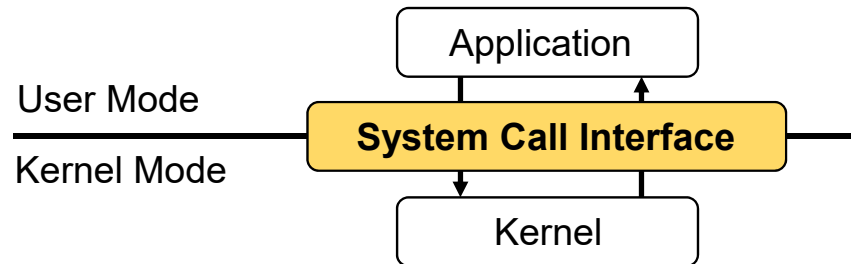 Application
User Mode
System Call Interface
Kernel Mode
Kernel